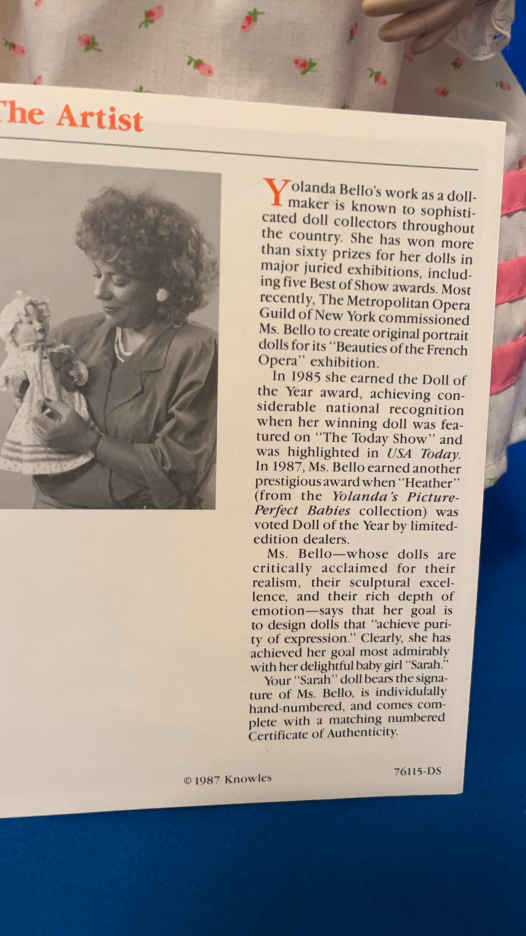 The Artist
Yolanda Bello's work as a doll-
maker is known to sophisti-
cated doll collectors throughout
the country. She has won more
than sixty prizes for her dolls in
major juried exhibitions, includ-
ing five Best of Show awards. Most
recently, The Metropolitan Opera
Guild of New York commissioned
Ms. Bello to create original portrait
dolls for its "Beauties of the French
Opera" exhibition.
In 1985 she earned the Doll of
the Year award, achieving con-
siderable national recognition
when her winning doll was fea-
tured on "The Today Show" and
was highlighted in USA Today.
In 1987, Ms. Bello earned another
prestigious award when "Heather"
(from the Yolanda's Picture-
Perfect Babies collection) was
voted Doll of the Year by limited-
edition dealers.
Ms. Bello—whose dolls are
critically acclaimed for their
realism, their sculptural excel-
lence, and their rich depth of
emotion—says that her goal is
to design dolls that "achieve puri-
ty of expression." Clearly, she has
achieved her goal most admirably
with her delightful baby girl "Sarah."
Your "Sarah" doll bears the signa-
ture of Ms. Bello, is individulally
hand-numbered, and comes com-
plete with a matching numbered
Certificate of Authenticity.
© 1987 Knowles
76115-DS